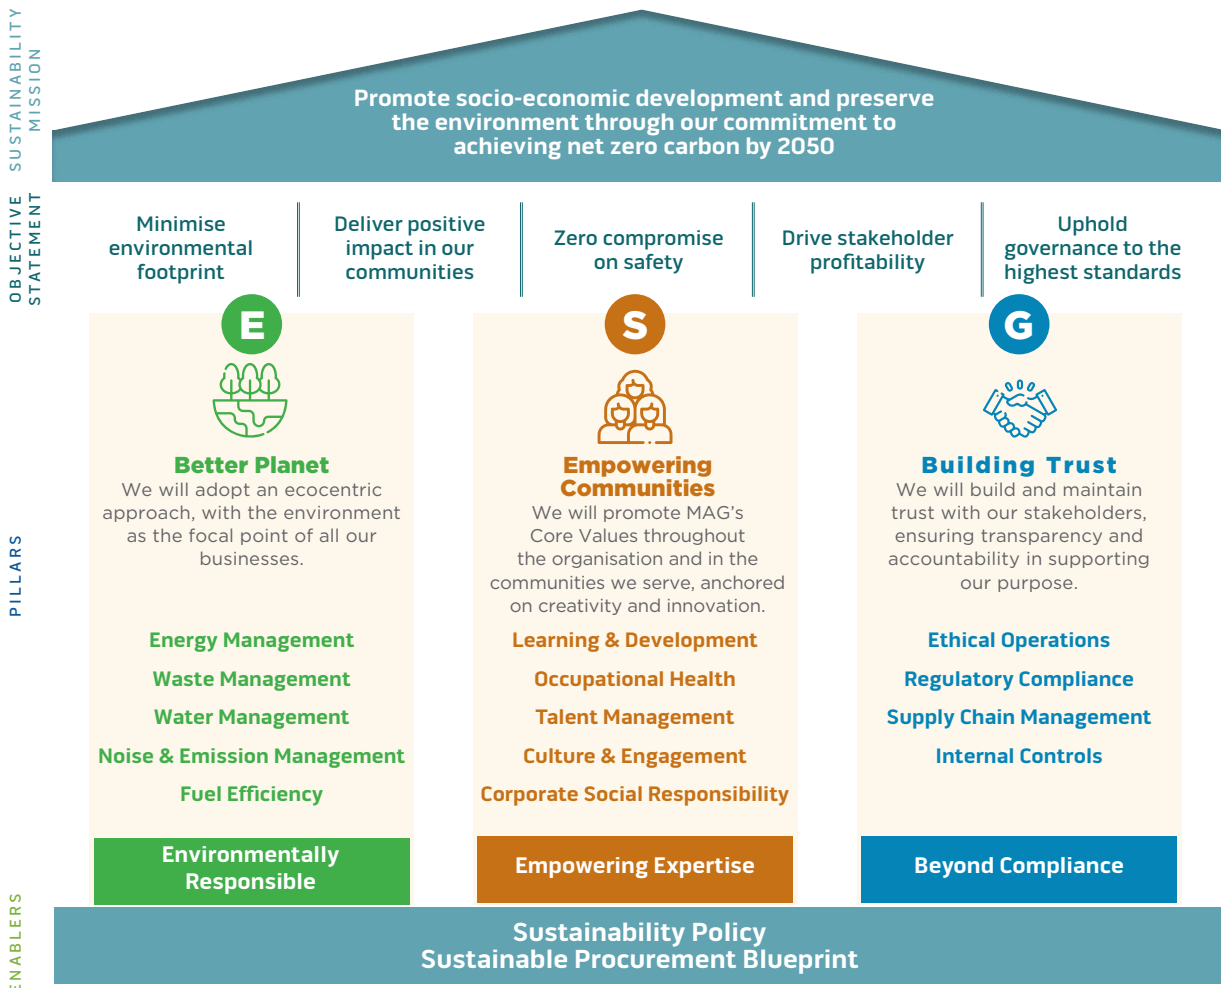 SUSTAINABILITY
MISSION
Promote socio-economic development and preserve
the environment through our commitment to
achieving net zero carbon by 2050
OBJECTIVE
STATEMENT
Minimise
environmental
footprint
Deliver positive
impact in our
communities
Zero compromise
on safety
Drive stakeholder
profitability
Uphold
governance to the
highest standards
PILLARS
E
Better Planet
We will adopt an ecocentric
approach, with the environment
as the focal point of all our
businesses.
Energy Management
Waste Management
Water Management
Noise & Emission Management
Fuel Efficiency
Environmentally
Responsible
S
Empowering
Communities
We will promote MAG’s
Core Values throughout
the organisation and in the
communities we serve, anchored
on creativity and innovation.
Learning & Development
Occupational Health
Talent Management
Culture & Engagement
Corporate Social Responsibility
Empowering Expertise
G
Building Trust
We will build and maintain
trust with our stakeholders,
ensuring transparency and
accountability in supporting
our purpose.
Ethical Operations
Regulatory Compliance
Supply Chain Management
Internal Controls
Beyond Compliance
ENABLERS
Sustainability Policy
Sustainable Procurement Blueprint